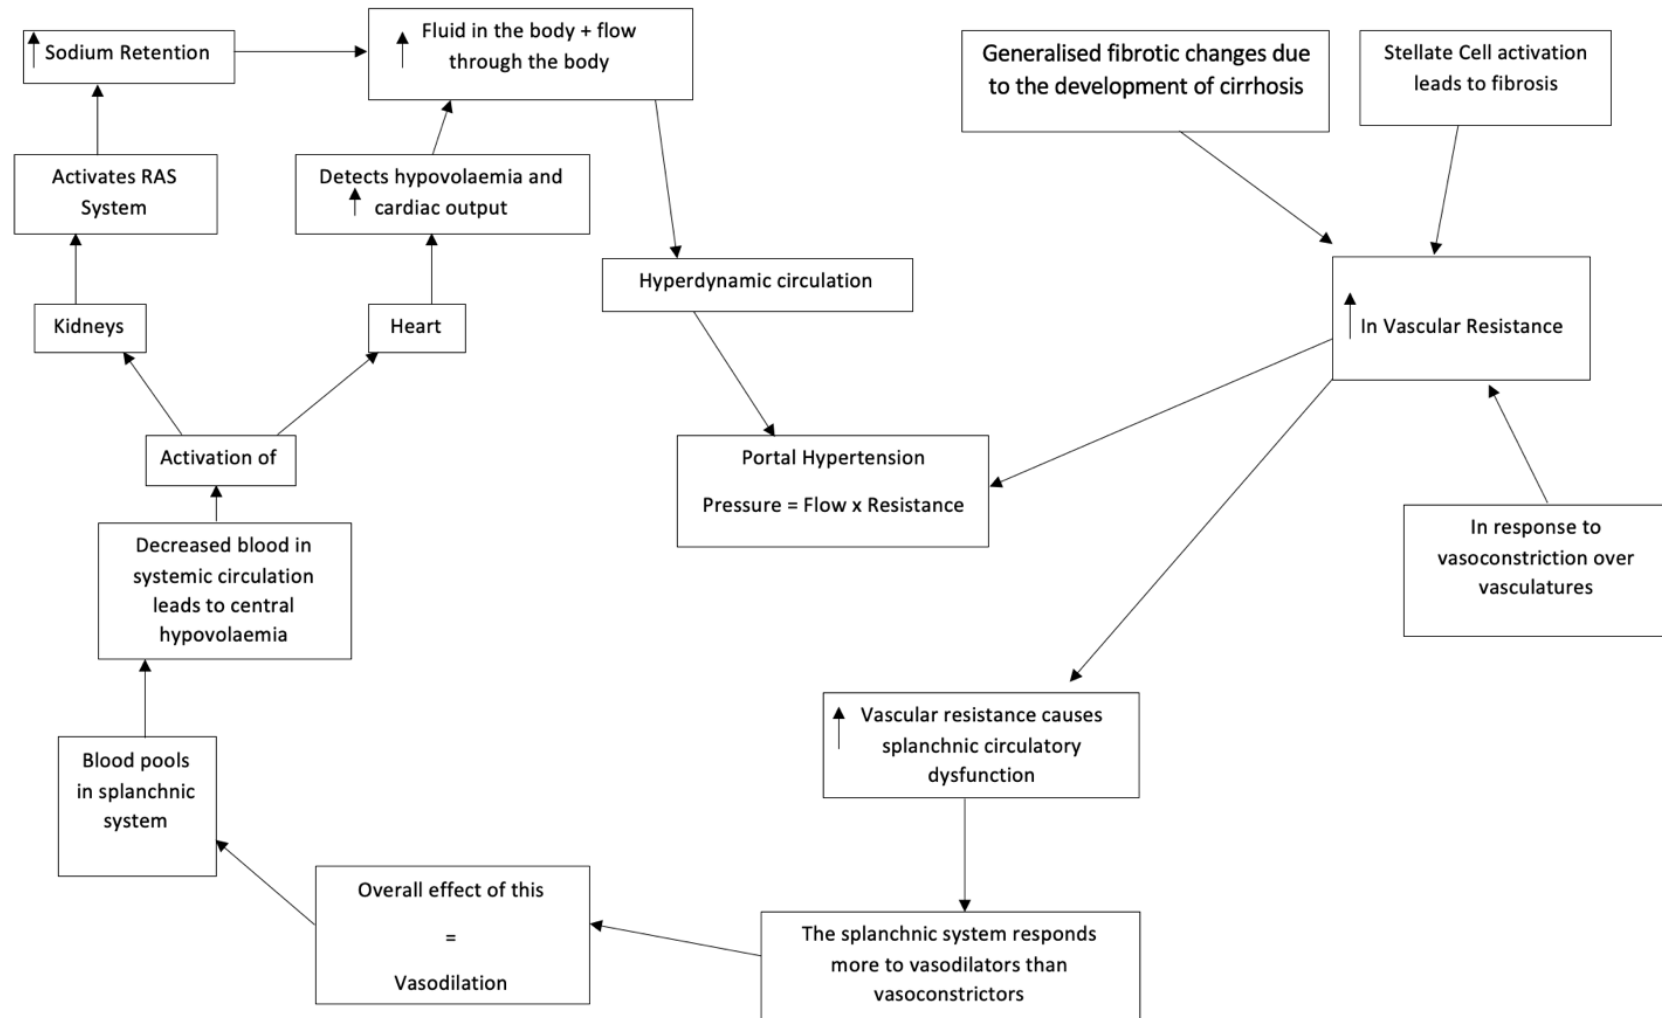 Sodium Retention
Fluid in the body + flow
through the body
Generalised fibrotic changes due
to the development of cirrhosis
Stellate Cell activation
leads to fibrosis
Activates RAS
System
Detects hypovolaemia and
cardiac output
Hyperdynamic circulation
In Vascular Resistance
Kidneys
Heart
Activation of
Portal Hypertension
Pressure = Flow x Resistance
In response to
vasoconstriction over
vasculatures
Decreased blood in
systemic circulation
leads to central
hypovolaemia
Vascular resistance causes
splanchnic circulatory
dysfunction
Blood pools
in splanchnic
system
Overall effect of this
=
Vasodilation
The splanchnic system responds
more to vasodilators than
vasoconstrictors